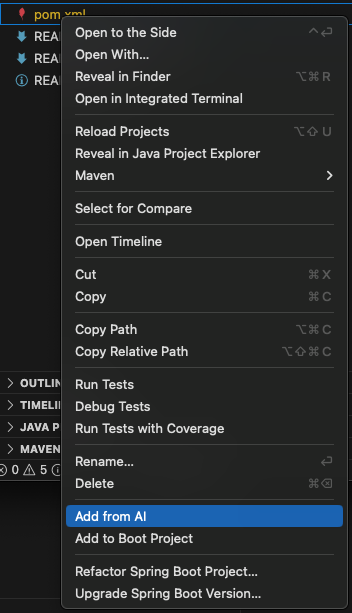 pom.xml
Open to the Side ^⏎
REA
Open With...
REA
Reveal in Finder ⌥⌘ R
REA
Open in Integrated Terminal
Reload Projects ⌥⇧ U
Reveal in Java Project Explorer
Maven
Select for Compare
Open Timeline
Cut ⌘ X
Copy ⌘ C
Copy Path ⌥⌘ C
Copy Relative Path ⌥⇧⌘ C
OUTLIN
Run Tests
TIMELIN
Debug Tests
JAVA P
Run Tests with Coverage
MAVEN
Rename... ⏎
0 5
Delete ⌘⌫
Add from AI
Add to Boot Project
Refactor Spring Boot Project...
Upgrade Spring Boot Version...